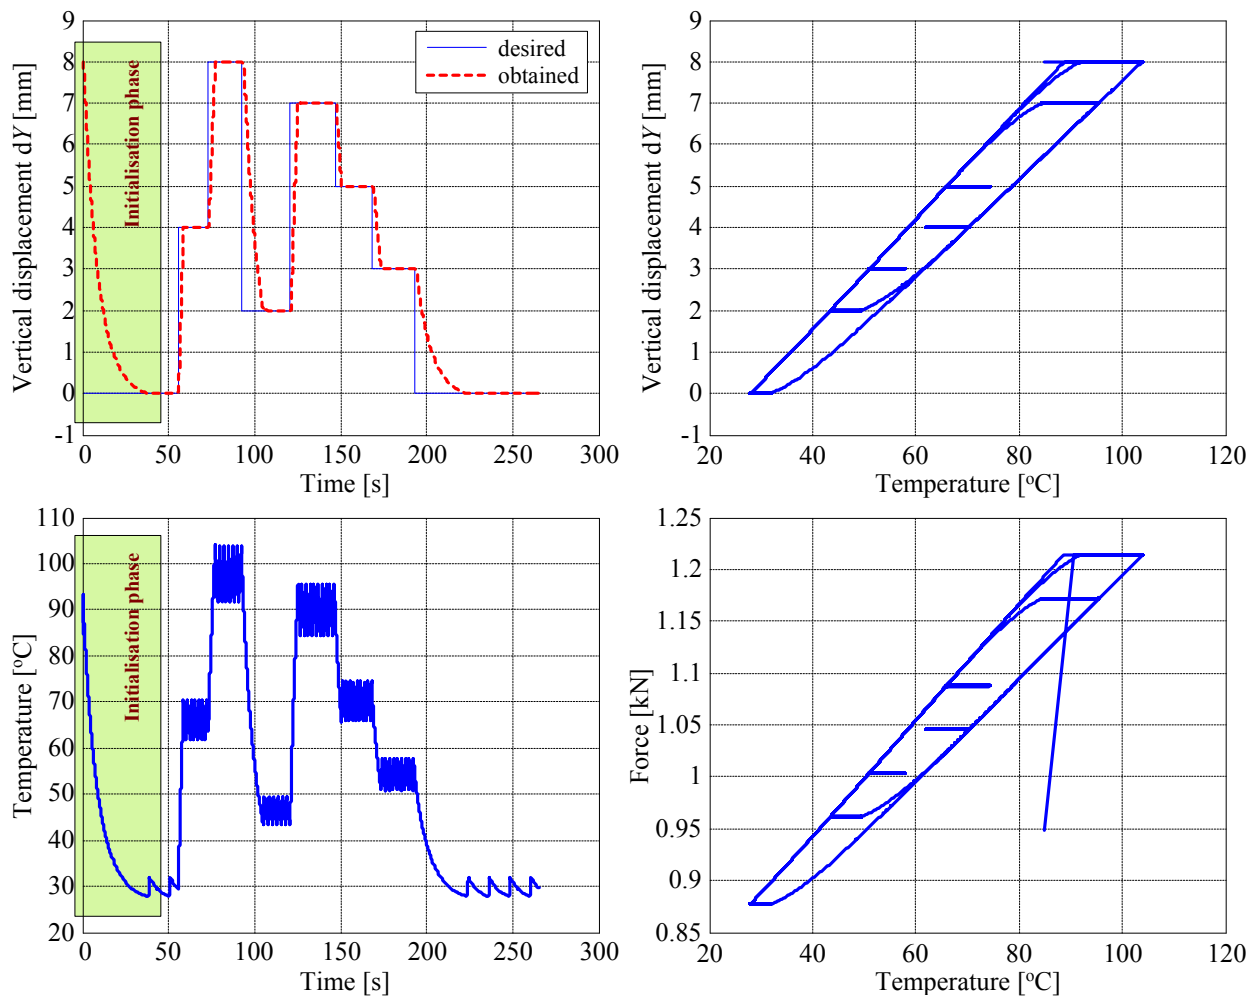 9
8
7
6
5
4
3
2
1
0
-1
Vertical displacement dY [mm]
Initialisation phase
desired
obtained
0 50 100 150 200 250 300
Time [s]
9
8
7
6
5
4
3
2
1
0
-1
Vertical displacement dY [mm]
20 40 60 80 100 120
Temperature [°C]
110
100
90
80
70
60
50
40
30
20
Temperature [°C]
Initialisation phase
0 50 100 150 200 250 300
Time [s]
1.25
1.2
1.15
1.1
1.05
1
0.95
0.9
0.85
Force [kN]
20 40 60 80 100 120
Temperature [°C]